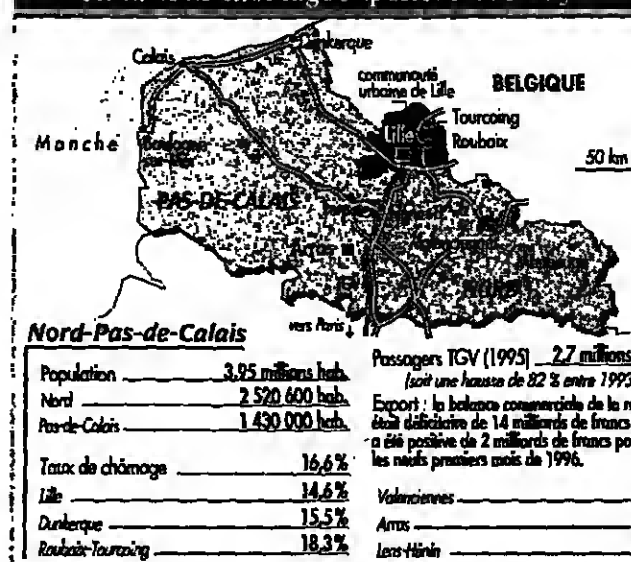 Dunkerque
Calais
communauté
urbaine de Lille
BELGIQUE
Tourcoing
Lille
Roubaix
Manche
50 km
PAS-DE-CALAIS
Arras
vers Paris
Nord-Pas-de-Calais
Population 3,95 millions hab.
Nord 2 520 600 hab.
Pas-de-Calais 1 430 000 hab.
Taux de chômage 16,6%
Lille 14,6%
Dunkerque 15,5%
Roubaix-Tourcoing 18,3%
Passagers TGV (1995) 2,7 millions
(soit une hausse de 82 % entre 1993
Export : la balance commerciale de la
était déficitaire de 14 milliards de francs
a été positive de 2 milliards de francs
les neufs premiers mois de 1996.
Valenciennes
Arras
Lens-Hénin